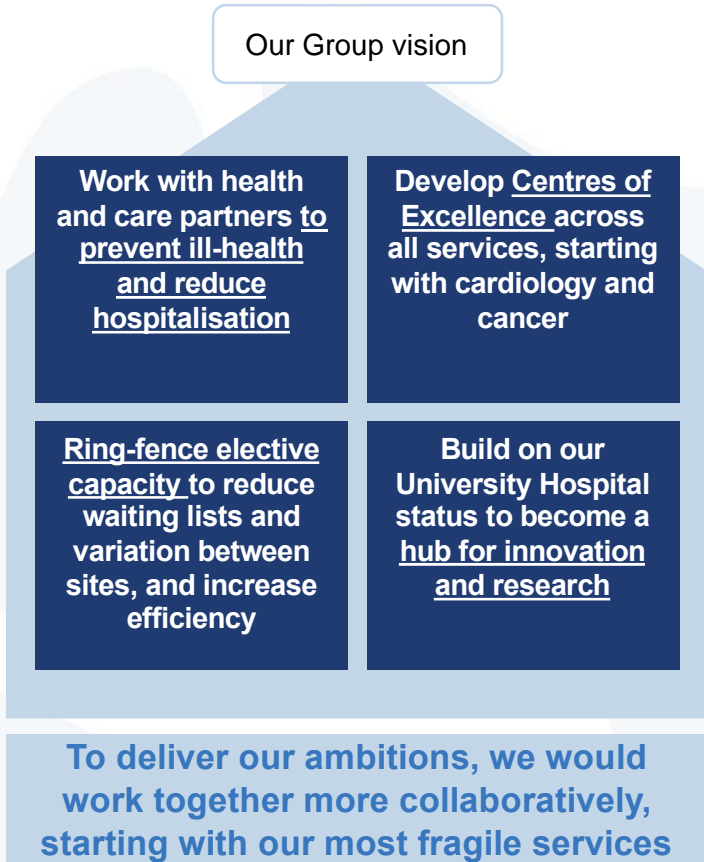 Our Group vision
Work with health
and care partners to
prevent ill-health
and reduce
hospitalisation
Develop Centres of
Excellence across
all services, starting
with cardiology and
cancer
Ring-fence elective
capacity to reduce
waiting lists and
variation between
sites, and increase
efficiency
Build on our
University Hospital
status to become a
hub for innovation
and research
To deliver our ambitions, we would
work together more collaboratively,
starting with our most fragile services